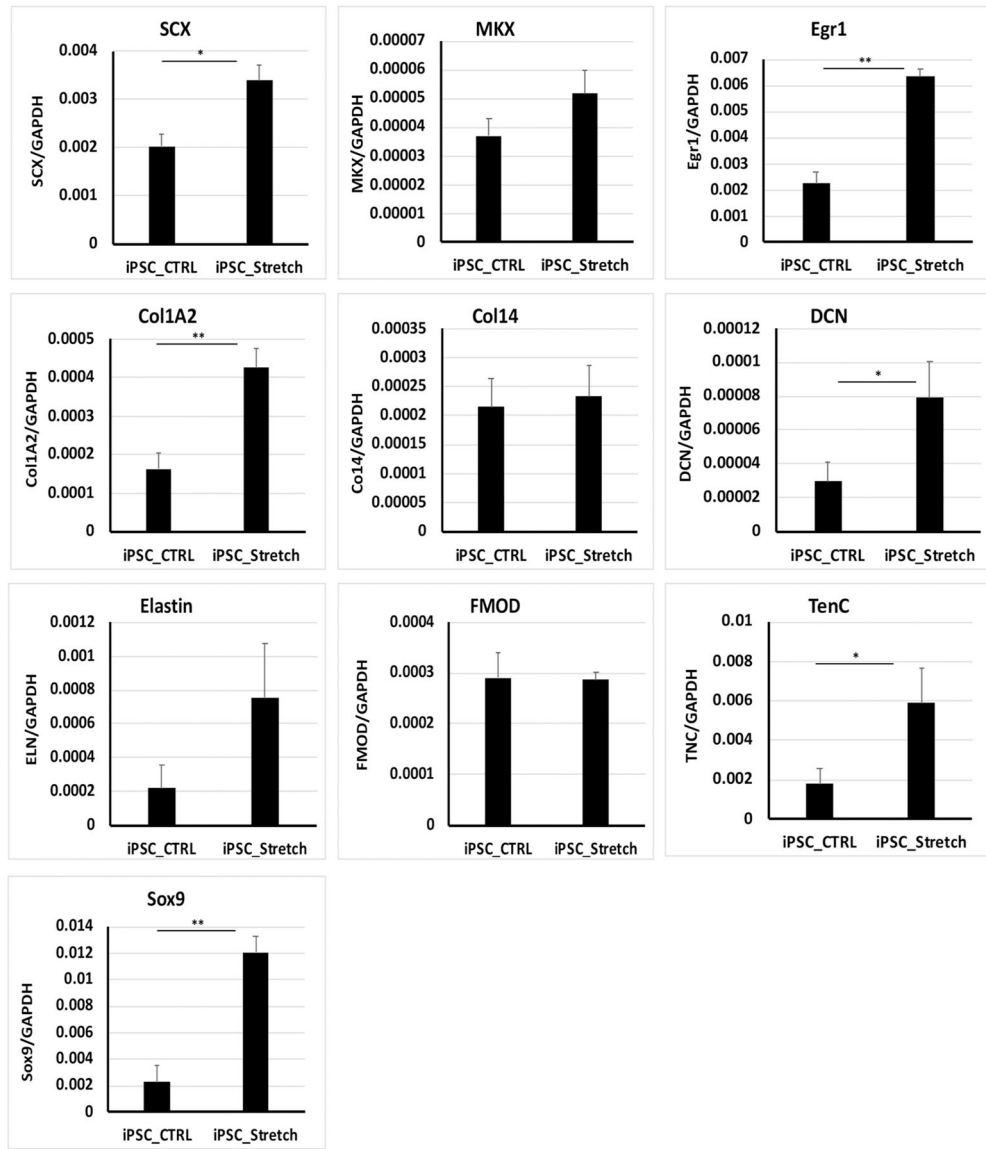 SCX
0.004
*
0.003
0.002
0.001
0
SCX/GAPDH
iPSC_CTRL iPSC_Stretch
MKX
0.00007
0.00006
0.00005
0.00004
0.00003
0.00002
0.00001
0
MKX/GAPDH
iPSC_CTRL iPSC_Stretch
Egr1
0.007
**
0.006
0.005
0.004
0.003
0.002
0.001
0
Egr1/GAPDH
iPSC_CTRL iPSC_Stretch
Col1A2
0.0005
**
0.0004
0.0003
0.0002
0.0001
0
Col1A2/GAPDH
iPSC_CTRL iPSC_Stretch
Col14
0.00035
0.0003
0.00025
0.0002
0.00015
0.0001
0.00005
0
Co14/GAPDH
iPSC_CTRL iPSC_Stretch
DCN
0.00012
0.0001
*
0.00008
0.00006
0.00004
0.00002
0
DCN/GAPDH
iPSC_CTRL iPSC_Stretch
Elastin
0.0012
0.001
0.0008
0.0006
0.0004
0.0002
0
ELN/GAPDH
iPSC_CTRL iPSC_Stretch
FMOD
0.0004
0.0003
0.0002
0.0001
0
FMOD/GAPDH
iPSC_CTRL iPSC_Stretch
TenC
0.01
*
0.008
0.006
0.004
0.002
0
TNC/GAPDH
iPSC_CTRL iPSC_Stretch
Sox9
0.014
**
0.012
0.01
0.008
0.006
0.004
0.002
0
Sox9/GAPDH
iPSC_CTRL iPSC_Stretch